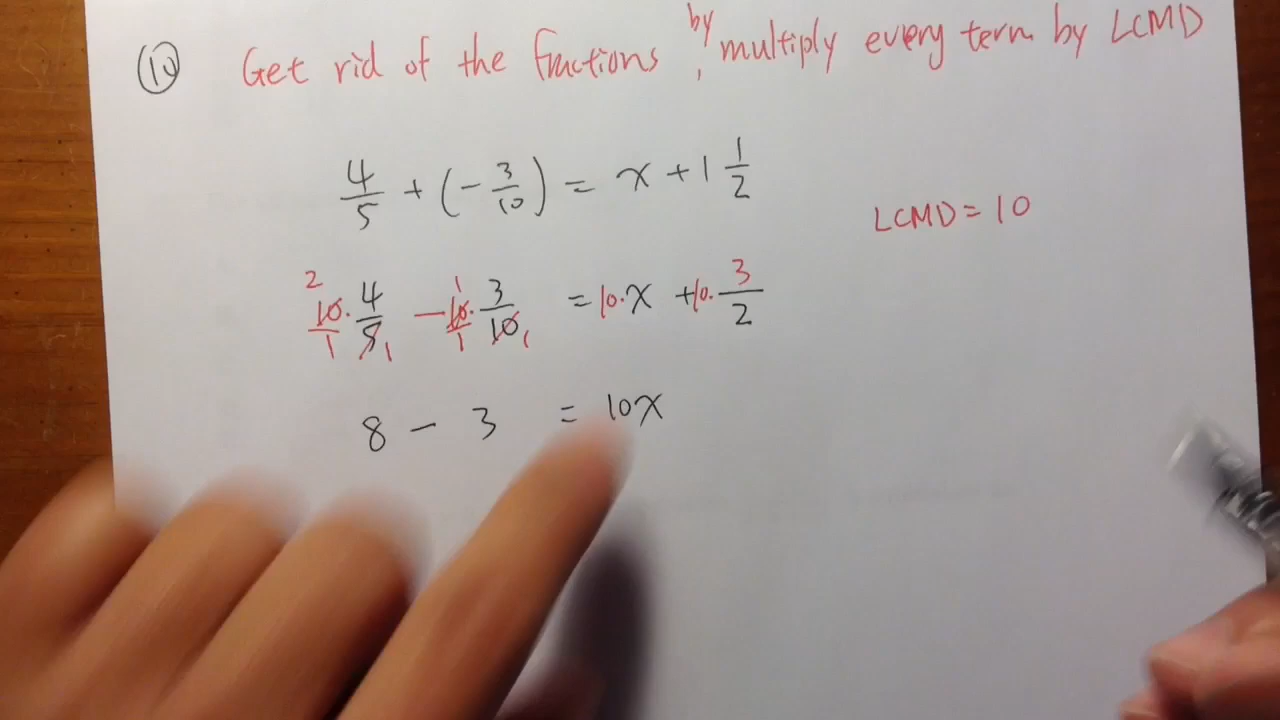 ⑩ Get rid of the fractions, by multiply every term by LCMD
4/5 + (- 3/10) = x + 1 1/2
LCMD = 10
2 10/1 · 4/5 1 - 1 10/1 · 3/10 1 = 10·x + 10· 3/2
8 - 3 = 10x